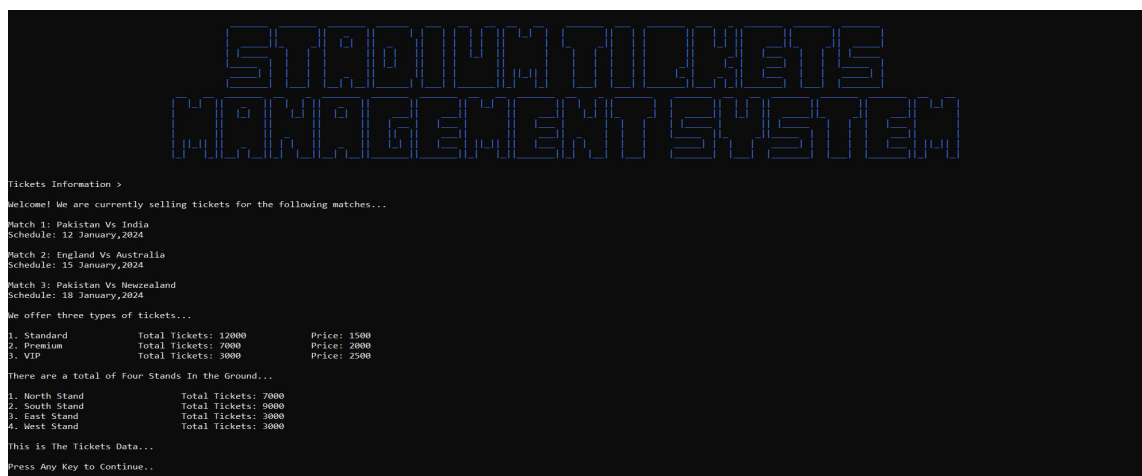 STADIUM TICKETS
MANAGEMENT SYSTEM
Tickets Information >
Welcome! We are currently selling tickets for the following matches...
Match 1: Pakistan Vs India
Schedule: 12 January,2024
Match 2: England Vs Australia
Schedule: 15 January,2024
Match 3: Pakistan Vs Newzealand
Schedule: 18 January,2024
We offer three types of tickets...
1. Standard Total Tickets: 12000 Price: 1500
2. Premium Total Tickets: 7000 Price: 2000
3. VIP Total Tickets: 3000 Price: 2500
There are a total of Four Stands In the Ground...
1. North Stand Total Tickets: 7000
2. South Stand Total Tickets: 9000
3. East Stand Total Tickets: 3000
4. West Stand Total Tickets: 3000
This is The Tickets Data...
Press Any Key to Continue..